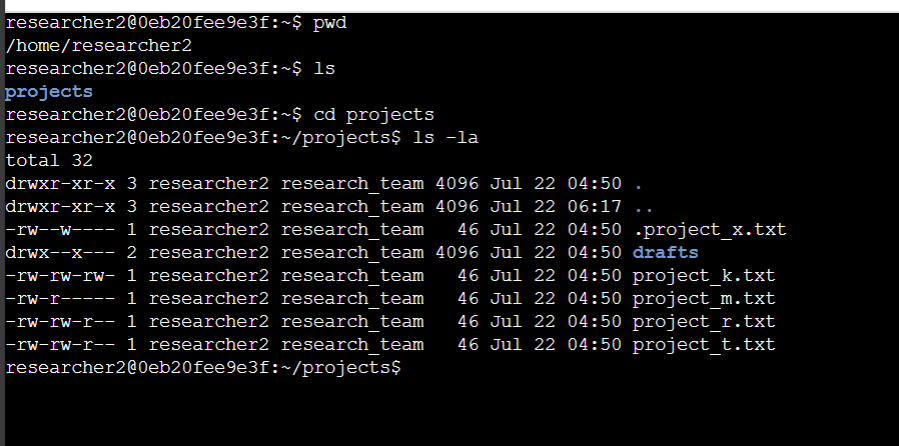 researcher2@0eb20fee9e3f:~$ pwd
/home/researcher2
researcher2@0eb20fee9e3f:~$ ls
projects
researcher2@0eb20fee9e3f:~$ cd projects
researcher2@0eb20fee9e3f:~/projects$ ls -la
total 32
drwxr-xr-x 3 researcher2 research_team 4096 Jul 22 04:50 .
drwxr-xr-x 3 researcher2 research_team 4096 Jul 22 06:17 ..
-rw--w---- 1 researcher2 research_team   46 Jul 22 04:50 .project_x.txt
drwx--x--- 2 researcher2 research_team 4096 Jul 22 04:50 drafts
-rw-rw-rw- 1 researcher2 research_team   46 Jul 22 04:50 project_k.txt
-rw-r----- 1 researcher2 research_team   46 Jul 22 04:50 project_m.txt
-rw-rw-r-- 1 researcher2 research_team   46 Jul 22 04:50 project_r.txt
-rw-rw-r-- 1 researcher2 research_team   46 Jul 22 04:50 project_t.txt
researcher2@0eb20fee9e3f:~/projects$